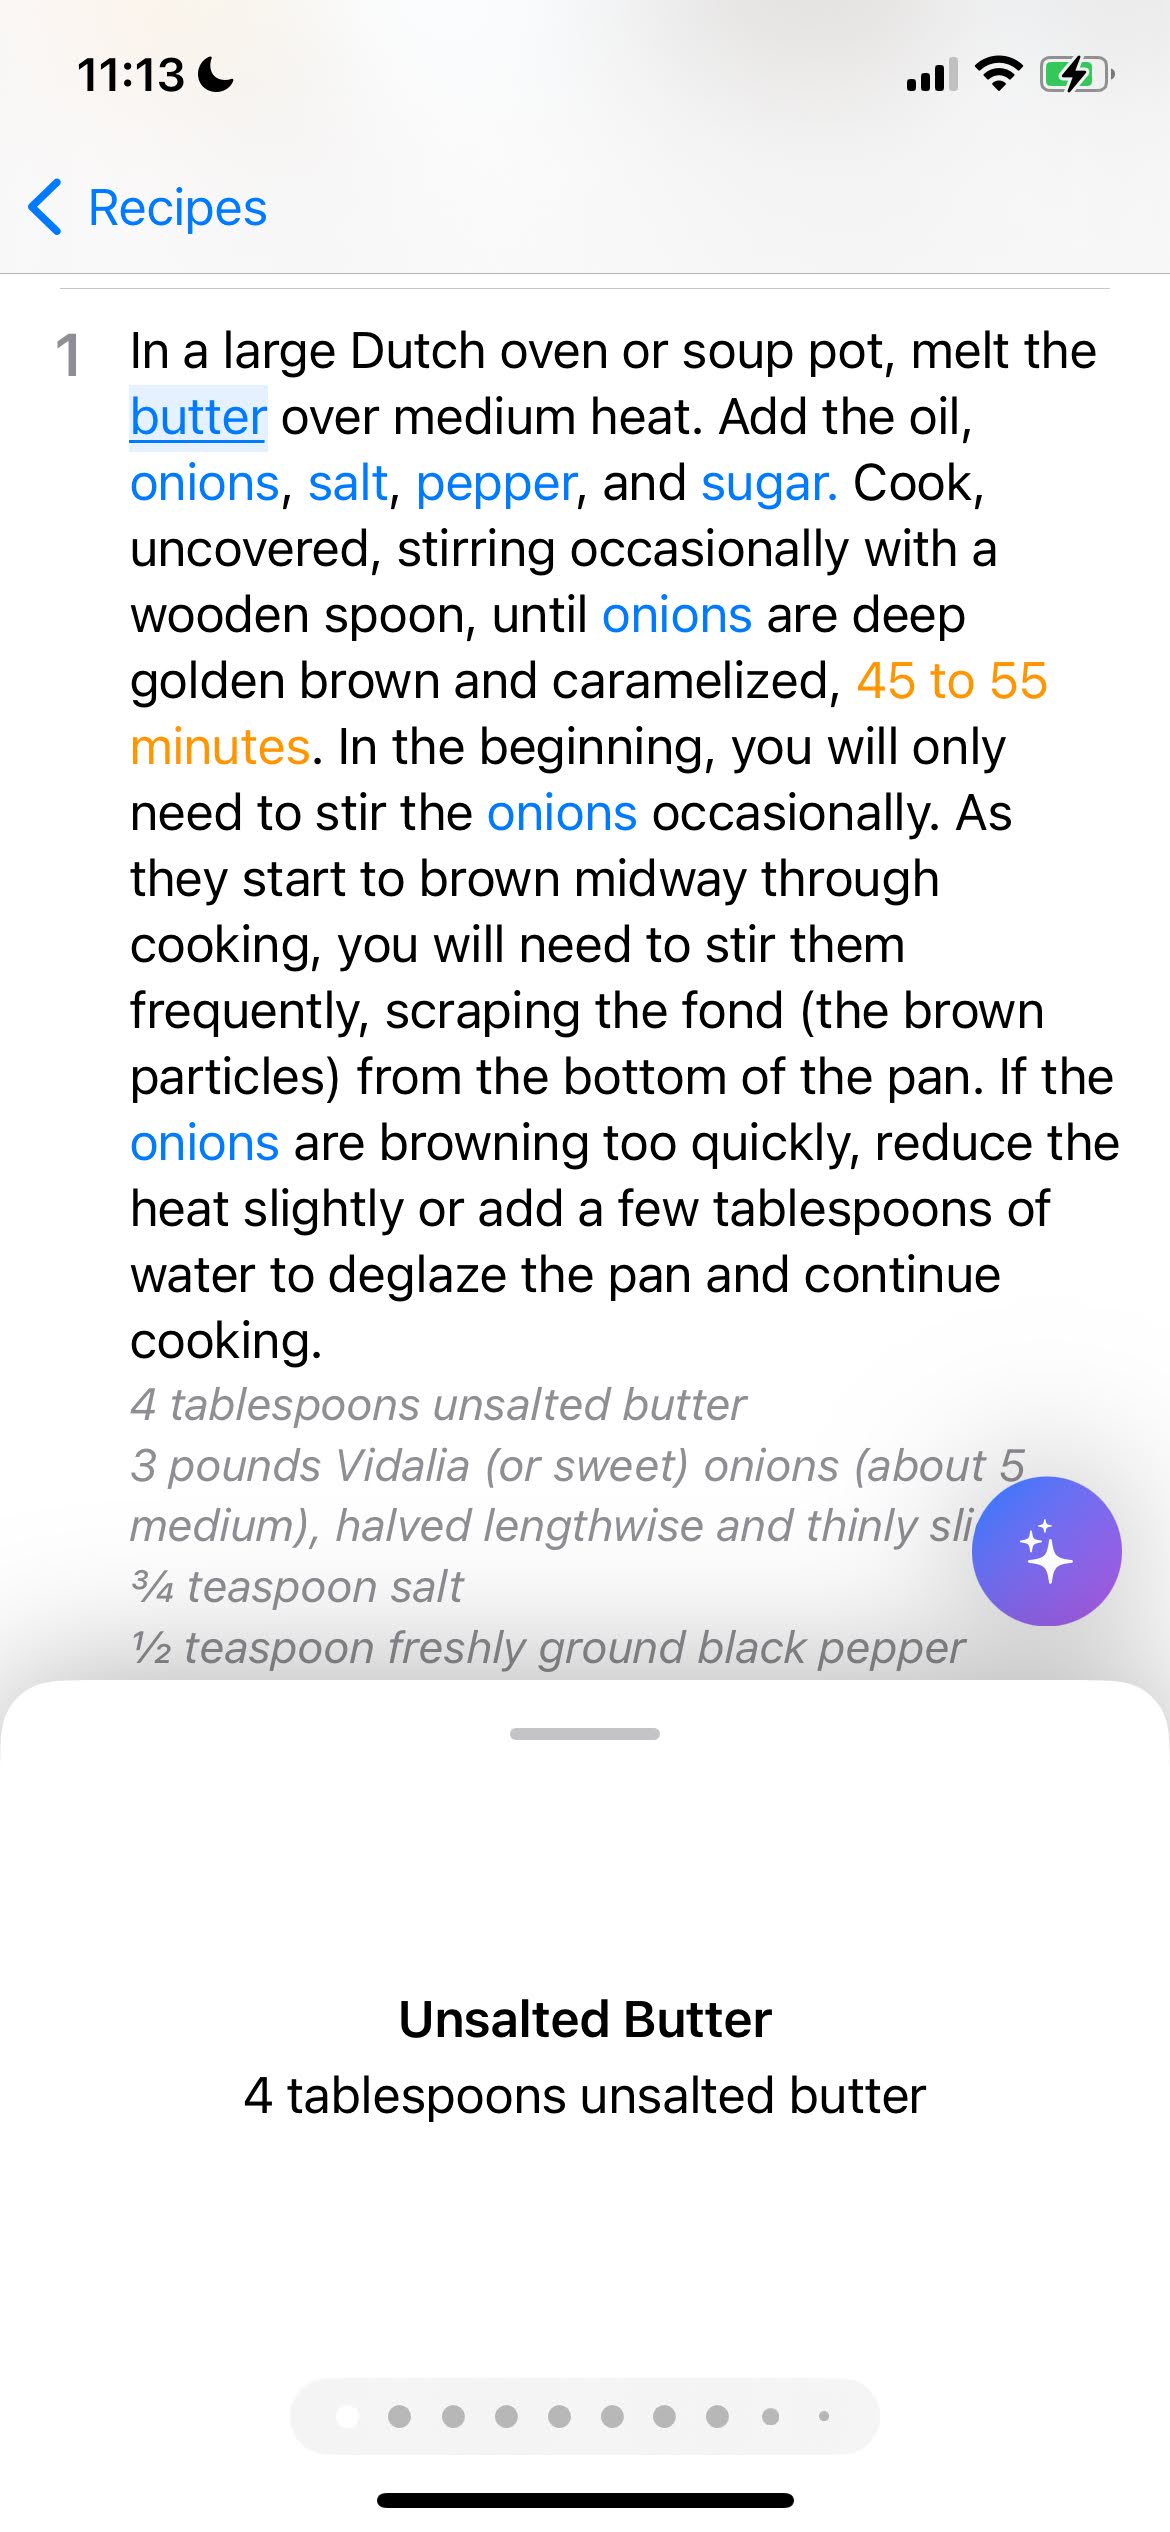 11:13
Recipes
1
In a large Dutch oven or soup pot, melt the
butter over medium heat. Add the oil,
onions, salt, pepper, and sugar. Cook,
uncovered, stirring occasionally with a
wooden spoon, until onions are deep
golden brown and caramelized, 45 to 55
minutes. In the beginning, you will only
need to stir the onions occasionally. As
they start to brown midway through
cooking, you will need to stir them
frequently, scraping the fond (the brown
particles) from the bottom of the pan. If the
onions are browning too quickly, reduce the
heat slightly or add a few tablespoons of
water to deglaze the pan and continue
cooking.
4 tablespoons unsalted butter
3 pounds Vidalia (or sweet) onions (about 5
medium), halved lengthwise and thinly sli
¾ teaspoon salt
½ teaspoon freshly ground black pepper
Unsalted Butter
4 tablespoons unsalted butter